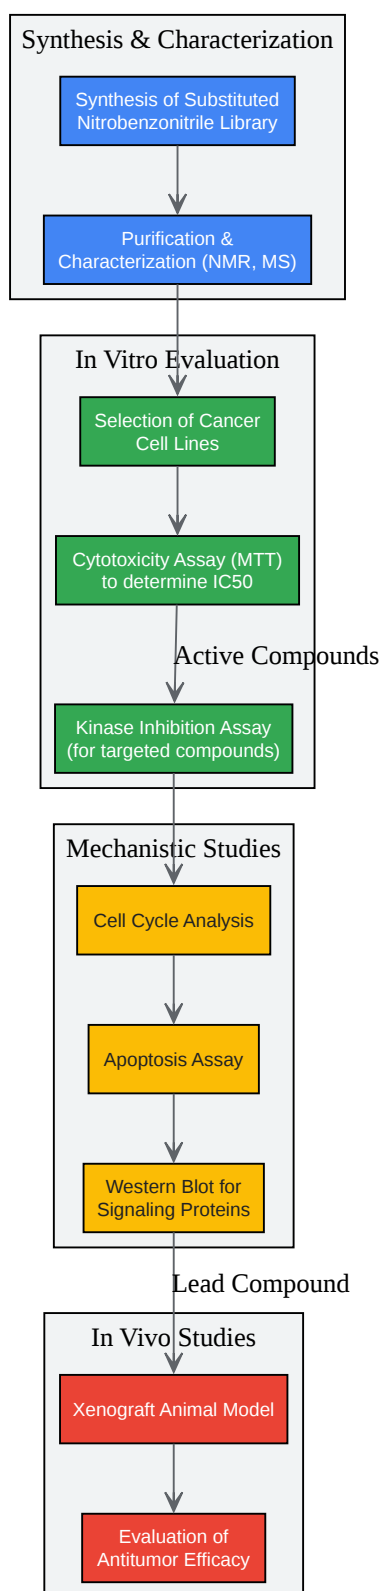 Synthesis & Characterization
Synthesis of Substituted
Nitrobenzonitrile Library
Purification &
Characterization (NMR, MS)
In Vitro Evaluation
Selection of Cancer
Cell Lines
Cytotoxicity Assay (MTT)
to determine IC50
Active Compounds
Kinase Inhibition Assay
(for targeted compounds)
Mechanistic Studies
Cell Cycle Analysis
Apoptosis Assay
Western Blot for
Signaling Proteins
Lead Compound
In Vivo Studies
Xenograft Animal Model
Evaluation of
Antitumor Efficacy